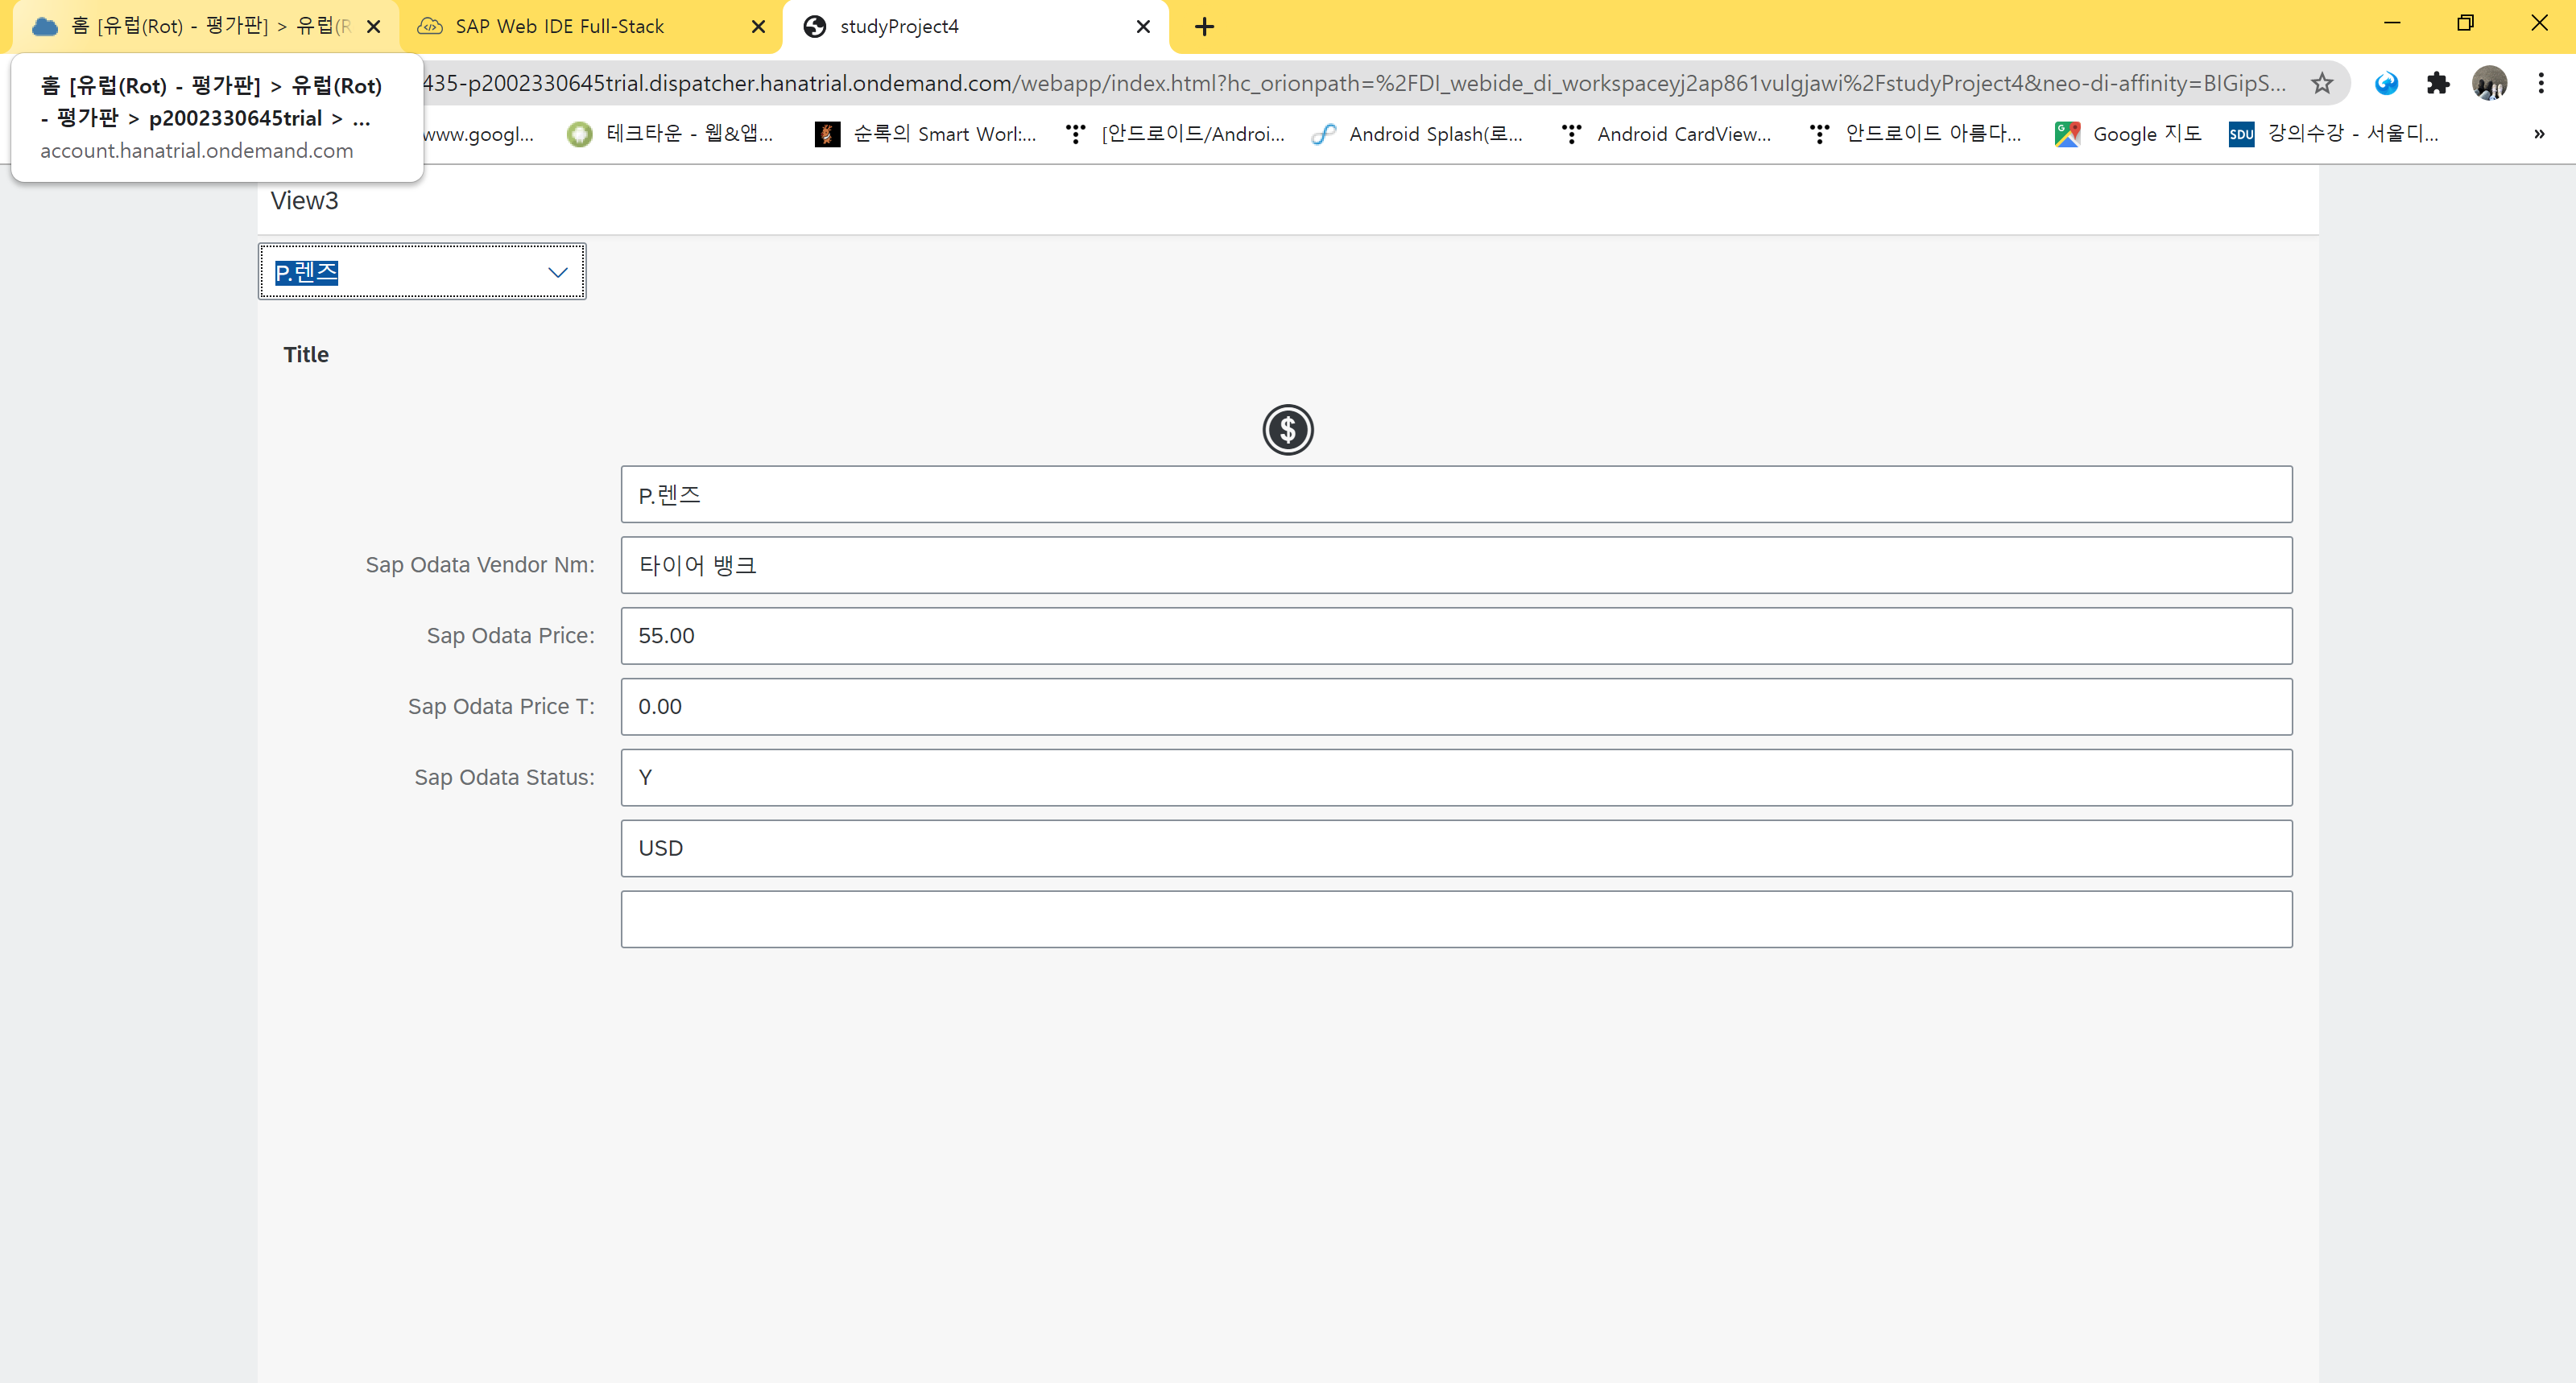 홈 [유럽(Rot) - 평가판] > 유럽(R
SAP Web IDE Full-Stack
studyProject4
홈 [유럽(Rot) - 평가판] > 유럽(Rot)
- 평가판 > p2002330645trial > ...
account.hanatrial.ondemand.com
435-p2002330645trial.dispatcher.hanatrial.ondemand.com/webapp/index.html?hc_orionpath=%2FDI_webide_di_workspaceyj2ap861vulgjawi%2FstudyProject4&neo-di-affinity=BIGipS...
www.googl...
테크타운 - 웹&앱...
순록의 Smart Worl:...
[안드로이드/Androi...
Android Splash(로...
Android CardView...
안드로이드 아름다...
Google 지도
SDU 강의수강 - 서울디...
»
View3
P.렌즈
Title
$
P.렌즈
Sap Odata Vendor Nm: 타이어 뱅크
Sap Odata Price: 55.00
Sap Odata Price T: 0.00
Sap Odata Status: Y
USD